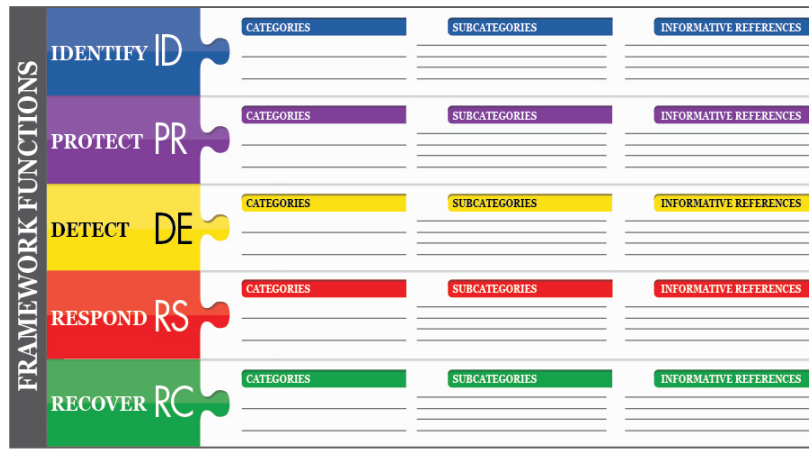 FRAMEWORK FUNCTIONS
IDENTIFY ID
CATEGORIES SUBCATEGORIES INFORMATIVE REFERENCES
PROTECT PR
CATEGORIES SUBCATEGORIES INFORMATIVE REFERENCES
DETECT DE
CATEGORIES SUBCATEGORIES INFORMATIVE REFERENCES
RESPOND RS
CATEGORIES SUBCATEGORIES INFORMATIVE REFERENCES
RECOVER RC
CATEGORIES SUBCATEGORIES INFORMATIVE REFERENCES